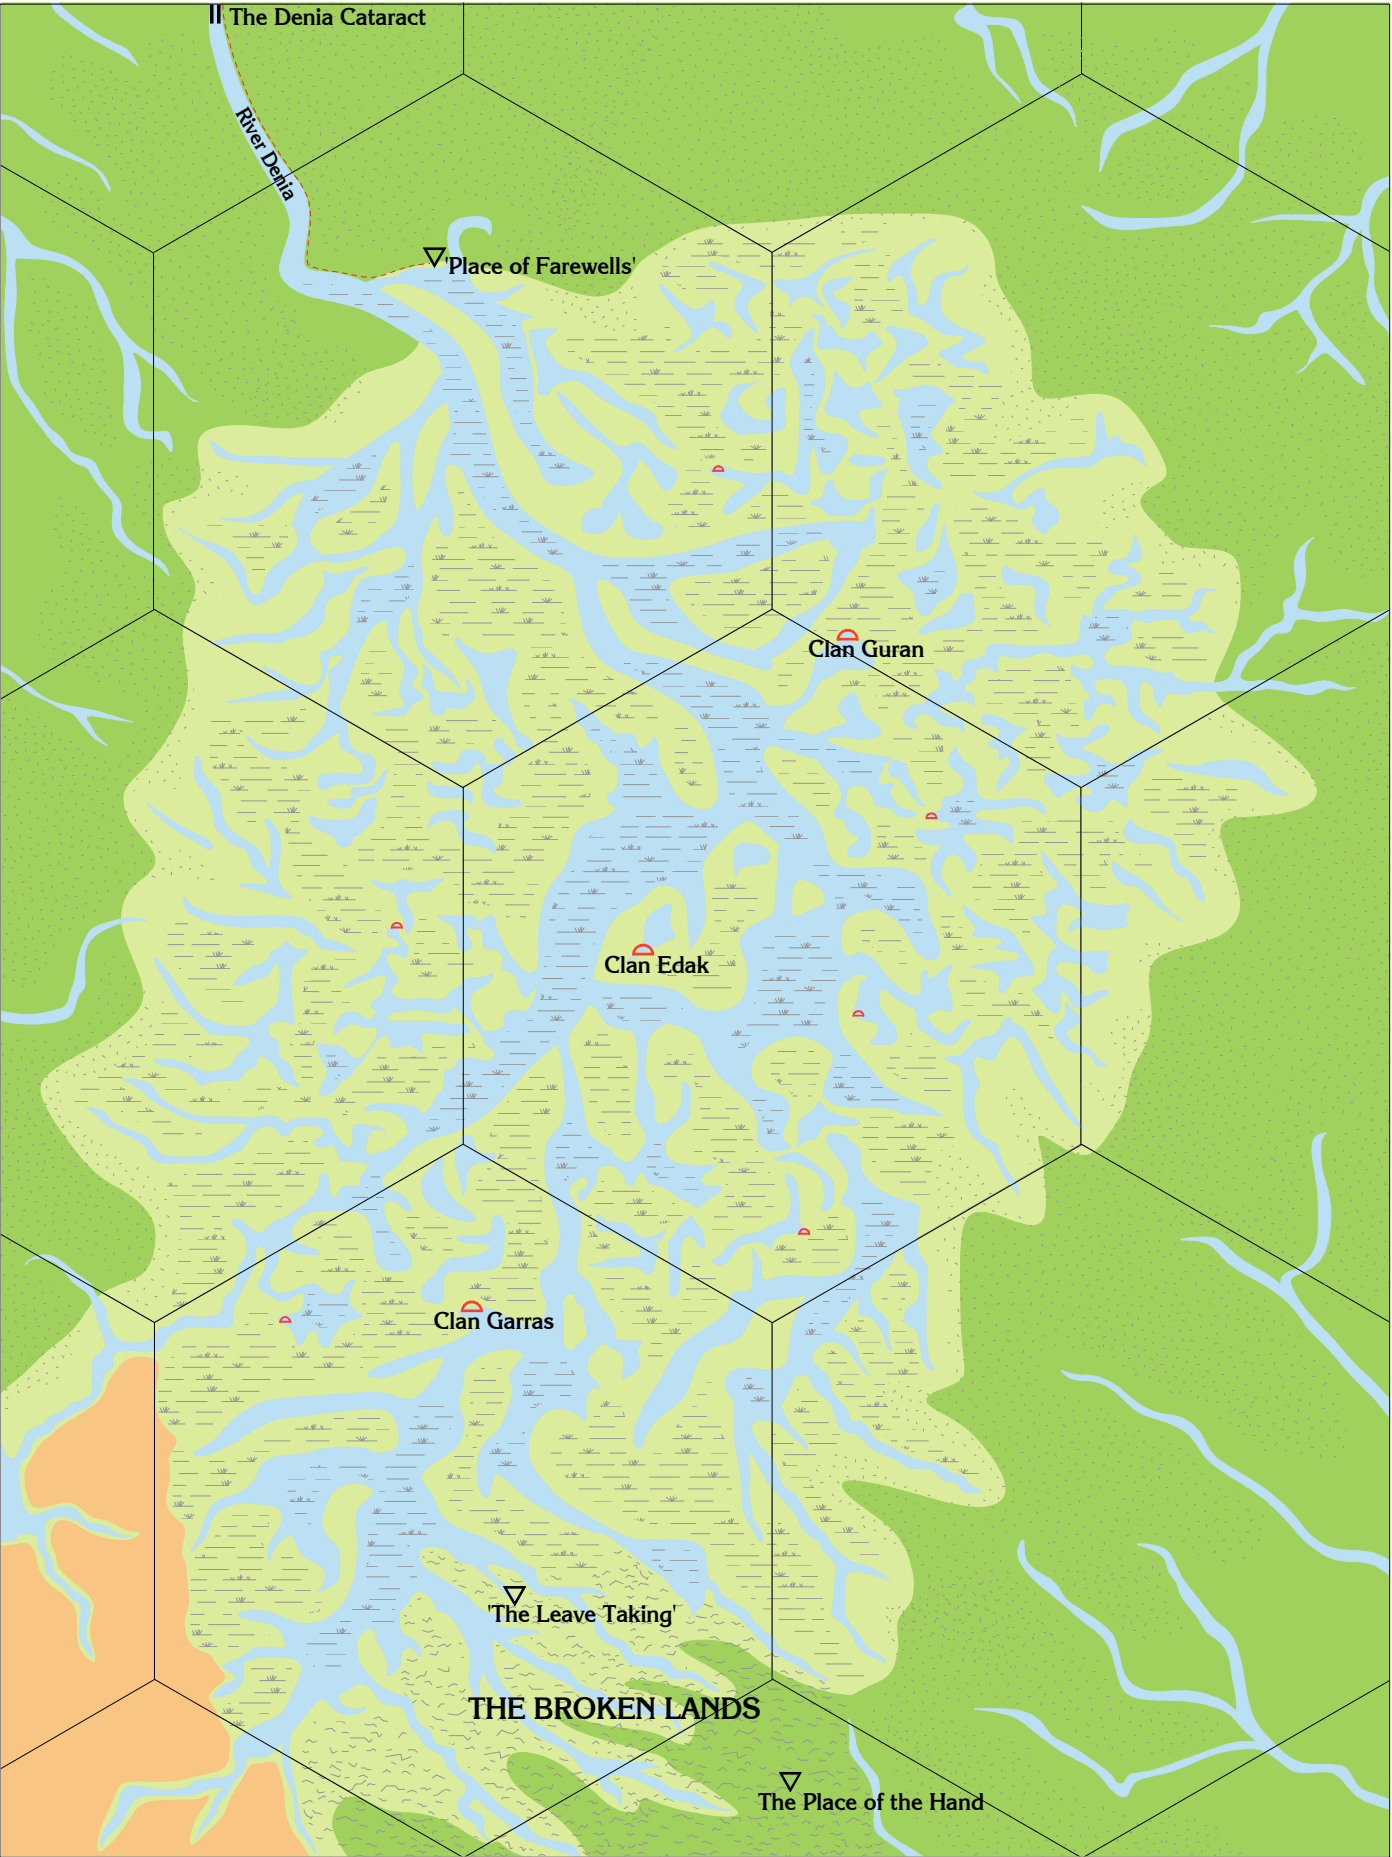 The Denia Cataract
River Denia
'Place of Farewells'
Clan Guran
Clan Edak
Clan Garras
'The Leave Taking'
THE BROKEN LANDS
The Place of the Hand